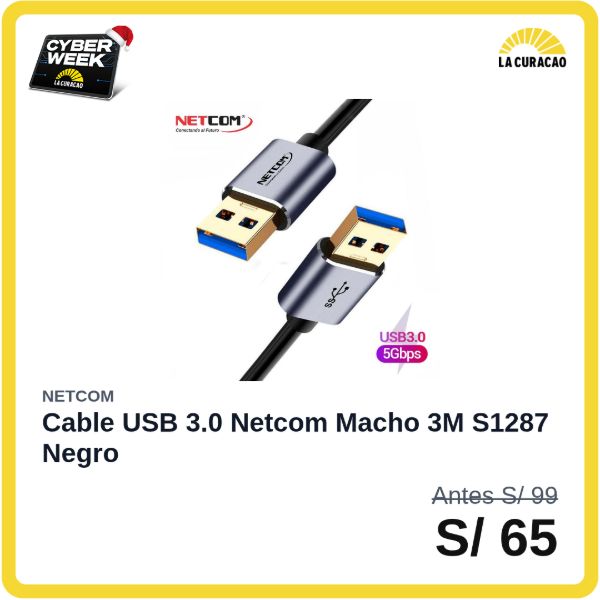 CYBER
WEEK
LA CURACAO
LA CURACAO
NETCOM®
Conectando al Futuro
NETCOM
SS
USB3.0
5Gbps
NETCOM
Cable USB 3.0 Netcom Macho 3M S1287
Negro
Antes S/ 99
S/ 65